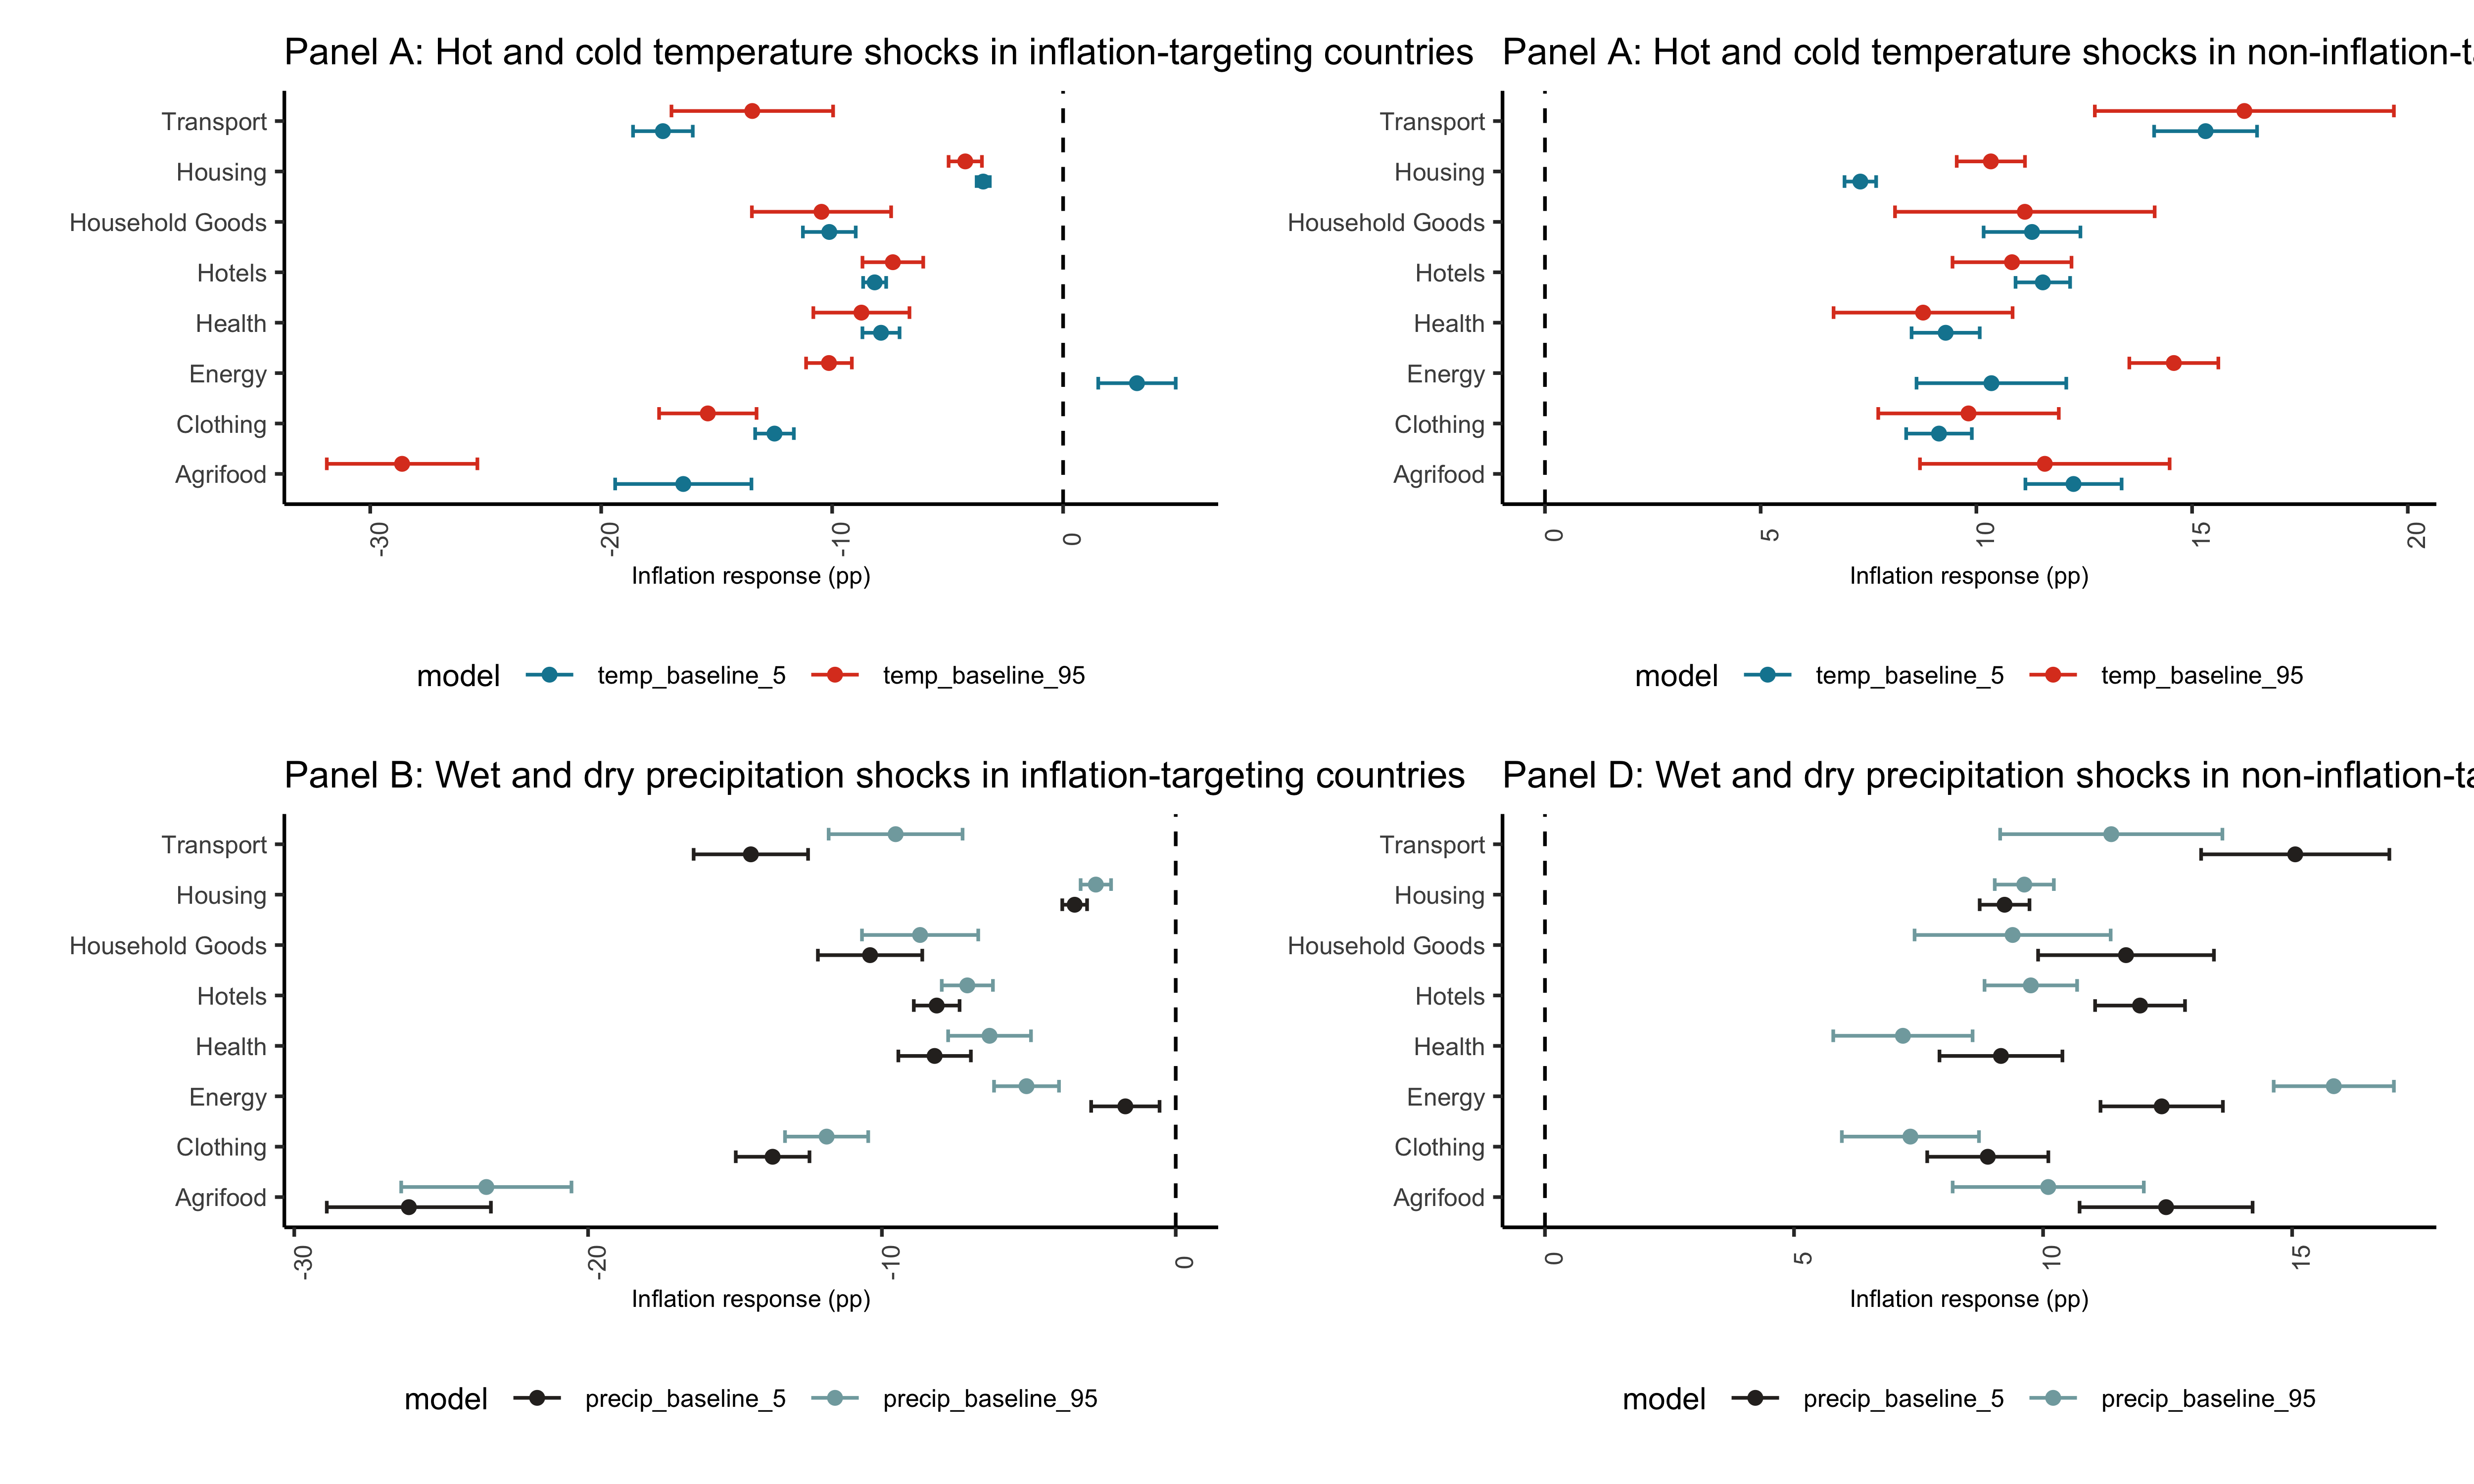 Panel A: Hot and cold temperature shocks in inflation-targeting countries
Transport
Housing
Household Goods
Hotels
Health
Energy
Clothing
Agrifood
-30
-20
-10
0
Inflation response (pp)
model temp_baseline_5 temp_baseline_95
Panel A: Hot and cold temperature shocks in non-inflation-ta
Transport
Housing
Household Goods
Hotels
Health
Energy
Clothing
Agrifood
0
5
10
15
20
Inflation response (pp)
model temp_baseline_5 temp_baseline_95
Panel B: Wet and dry precipitation shocks in inflation-targeting countries
Transport
Housing
Household Goods
Hotels
Health
Energy
Clothing
Agrifood
-30
-20
-10
0
Inflation response (pp)
model precip_baseline_5 precip_baseline_95
Panel D: Wet and dry precipitation shocks in non-inflation-ta
Transport
Housing
Household Goods
Hotels
Health
Energy
Clothing
Agrifood
0
5
10
15
Inflation response (pp)
model precip_baseline_5 precip_baseline_95